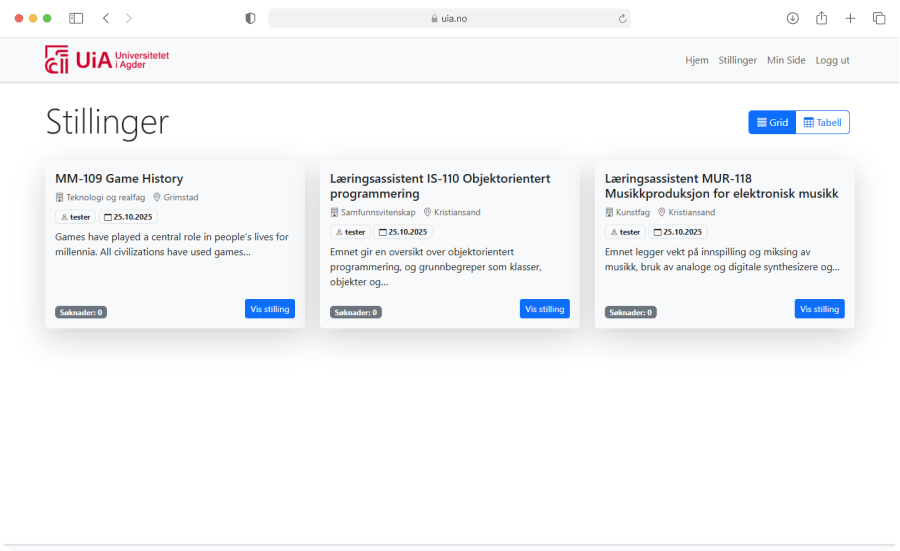 uia.no
UiA Universitetet
i Agder
Hjem Stillinger Min Side Logg ut
Stillinger
Grid Tabell
MM-109 Game History
Teknologi og realfag Grimstad
tester 25.10.2025
Games have played a central role in people's lives for
millennia. All civilizations have used games...
Søknader: 0 Vis stilling
Læringsassistent IS-110 Objektorientert
programmering
Samfunnsvitenskap Kristiansand
tester 25.10.2025
Emnet gir en oversikt over objektorientert
programmering, og grunnbegreper som klasser,
objekter og...
Søknader: 0 Vis stilling
Læringsassistent MUR-118
Musikkproduksjon for elektronisk musikk
Kunstfag Kristiansand
tester 25.10.2025
Emnet legger vekt på innspilling og miksing av
musikk, bruk av analoge og digitale synthesizere og...
Søknader: 0 Vis stilling